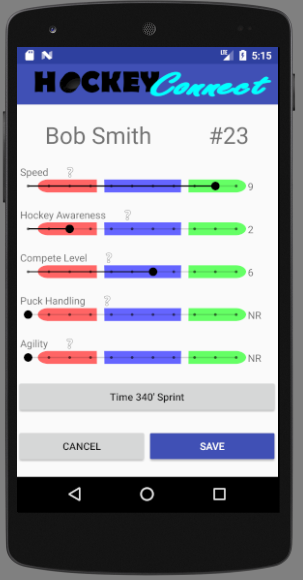 LTE 5:15
HOCKEY Connect
Bob Smith #23
Speed
9
Hockey Awareness
2
Compete Level
6
Puck Handling
NR
Agility
NR
Time 340' Sprint
CANCEL SAVE